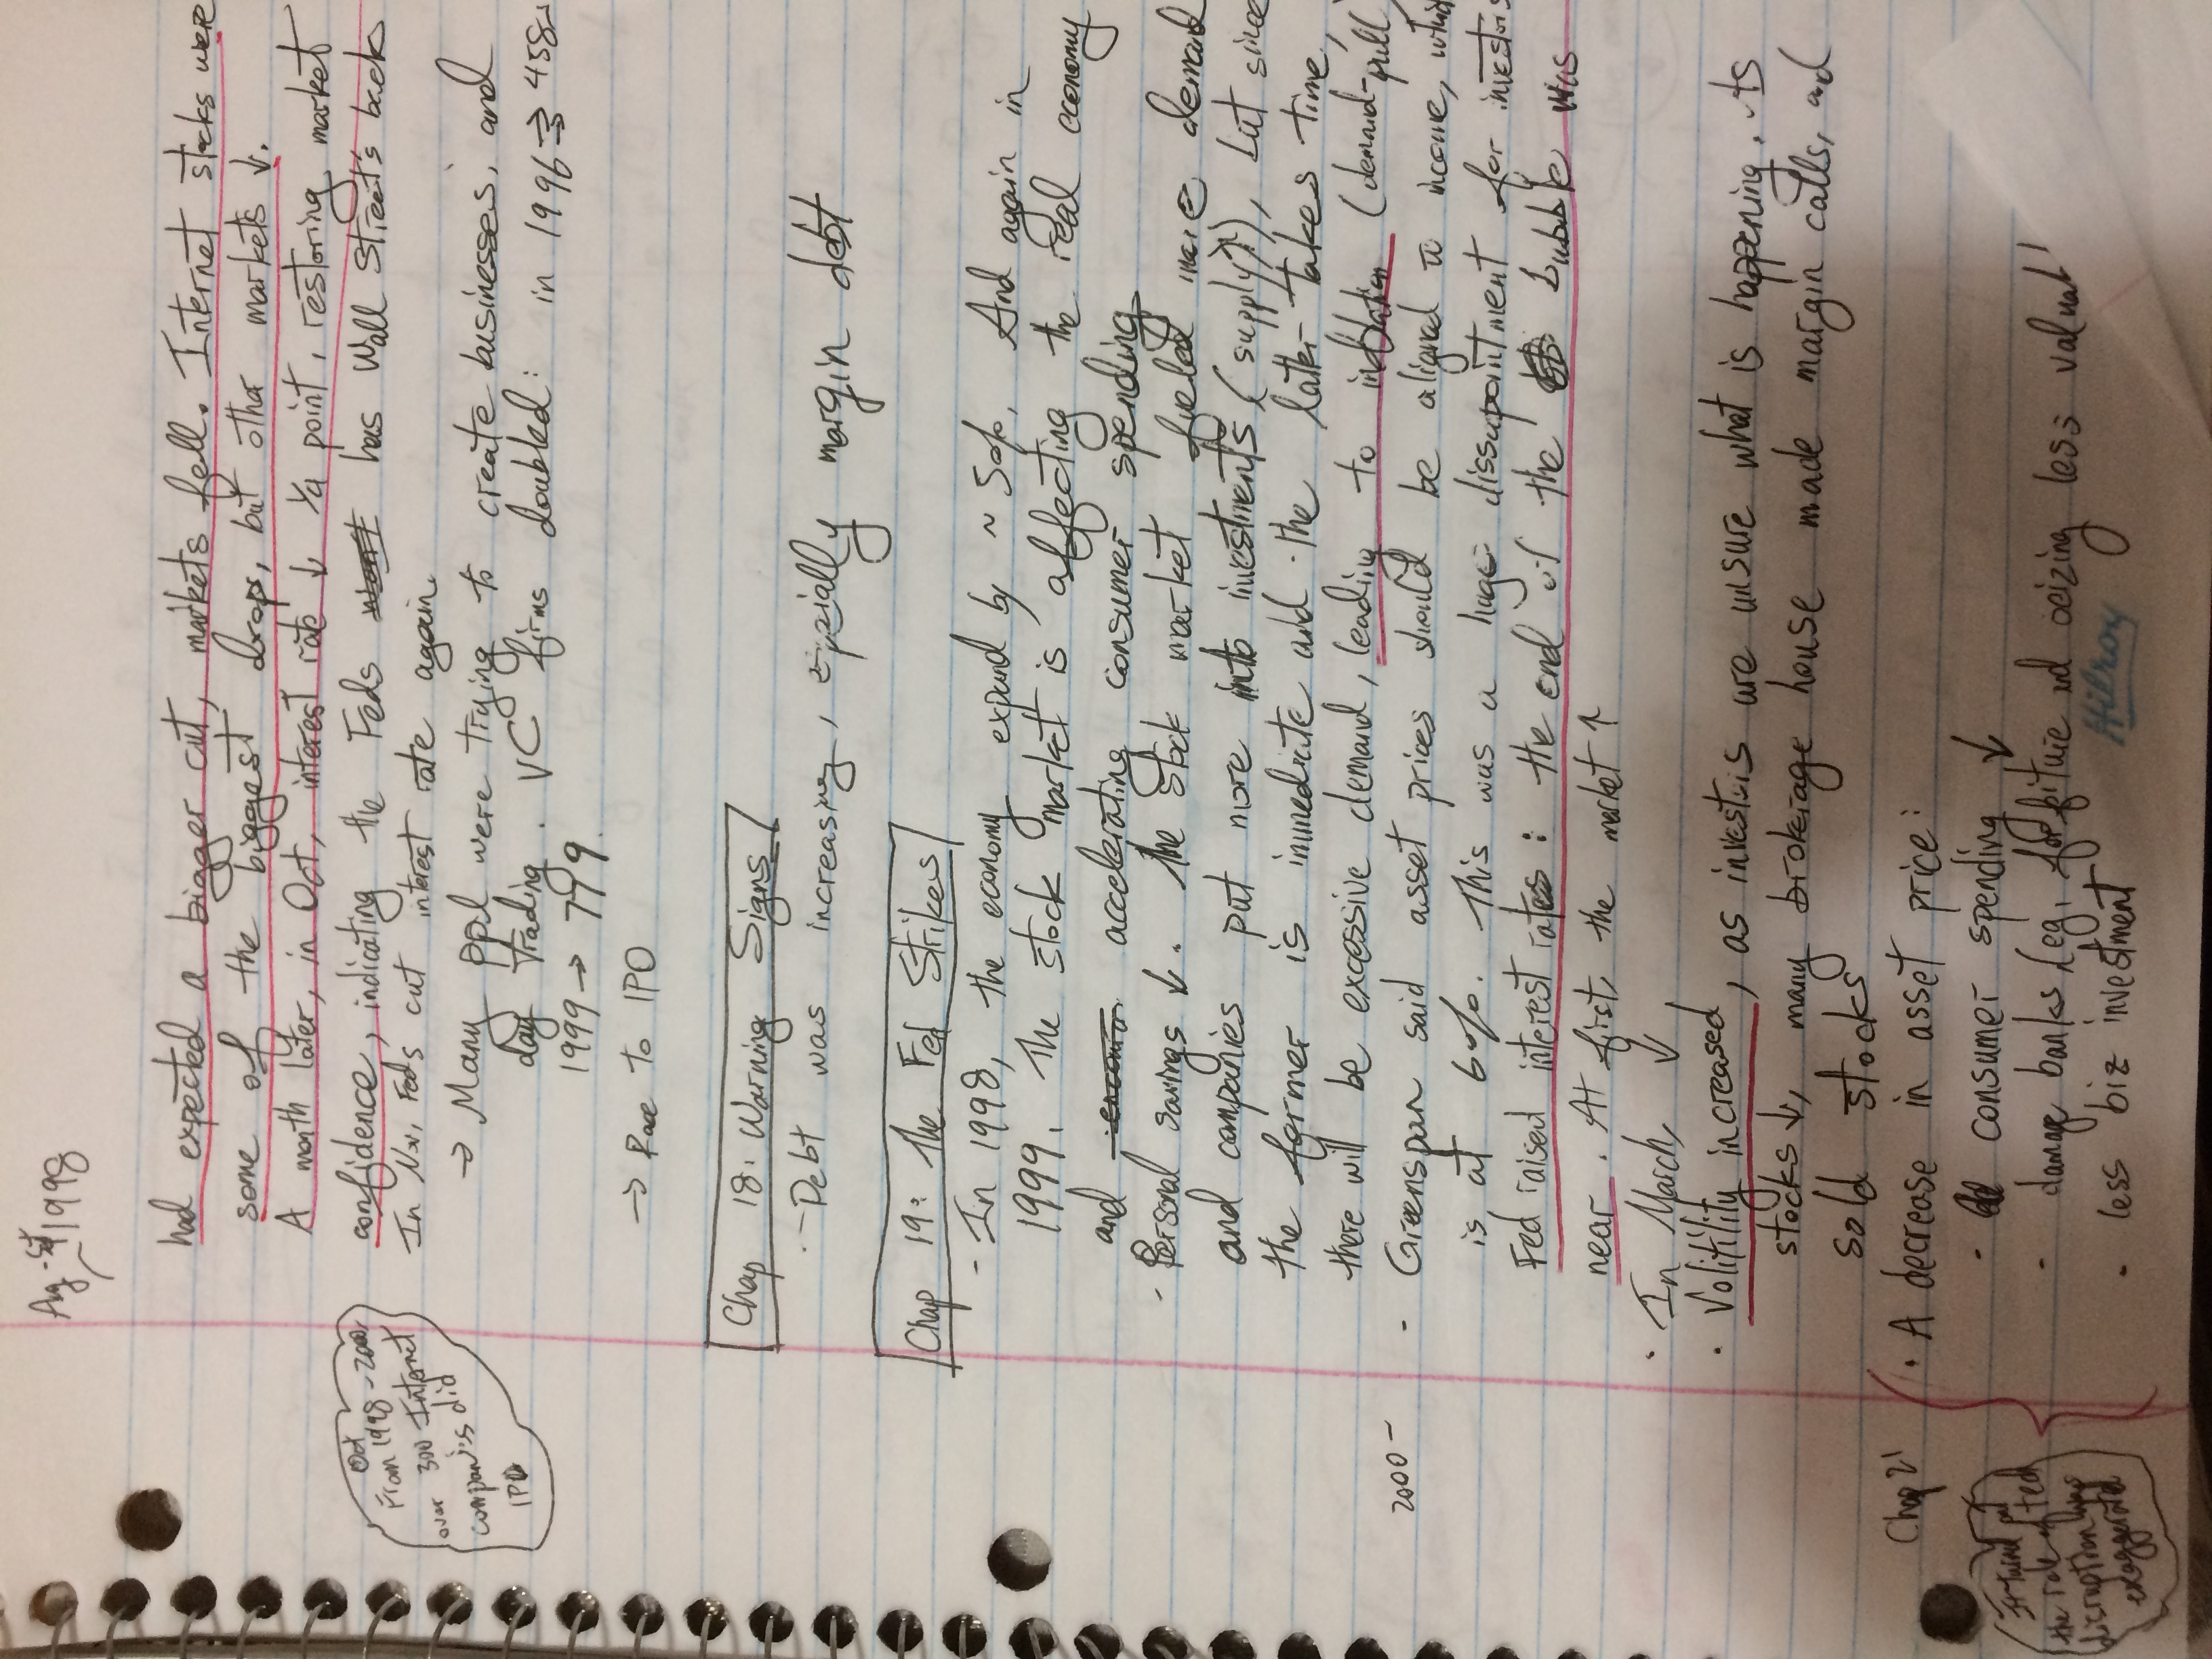 Aug - Sept 1998
had expected a bigger cut, markets fell. Internet stocks were
some of the biggest drops, but other markets ↓.
A month later, in Oct, interest rate ↓ 1/4 point, restoring market
confidence, indicating the Feds has Wall Street's back
In Nov, Feds cut interest rate again.
Oct
From 1998-2000,
over 300 Internet
companies did
IPO
→ Many ppl were trying to create businesses, and
day trading. VC firms doubled: in 1996 → 458
1999 → 779.
→ Race to IPO
Chap 18: Warning Signs
- Debt was increasing, epecially margin debt
Chap 19: The Fed Strikes
- In 1998, the economy expand by ~ 5%. And again in
1999. The stock market is affecting the real economy
and accelerating consumer spending
- Personal savings ↓. The stock market fueled more demand
and companies put more into investments (supply↑), but since
the former is immediate and the latter takes time,
there will be excessive demand, leading to inflation (demand-pull
2000 - - Greenspan said asset prices should be aligned to income,
is at 6%. This was a huge dissapointment for investors
Fed raised interest rates: the end of the bubble was
near. At first, the market ↑
· In March, ↓,
· Volitility increased, as investors are unsure what is happening. As
stocks ↓, many brokerage house made margin calls, and
sold stocks
Chap 21
· A decrease in asset price:
- consumer spending ↓
- damage banks (eg, forfeiture and seizing less
- less biz investment
It turned out
the role of tech
disruption was
exaggerated
Hilroy